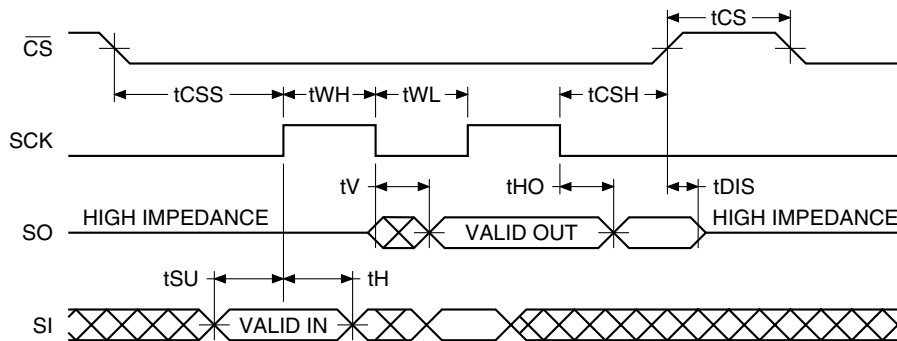 tCS
C̅S̅
tCSS tWH tWL tCSH
SCK
tV tHO tDIS
HIGH IMPEDANCE HIGH IMPEDANCE
SO VALID OUT
tSU tH
SI VALID IN